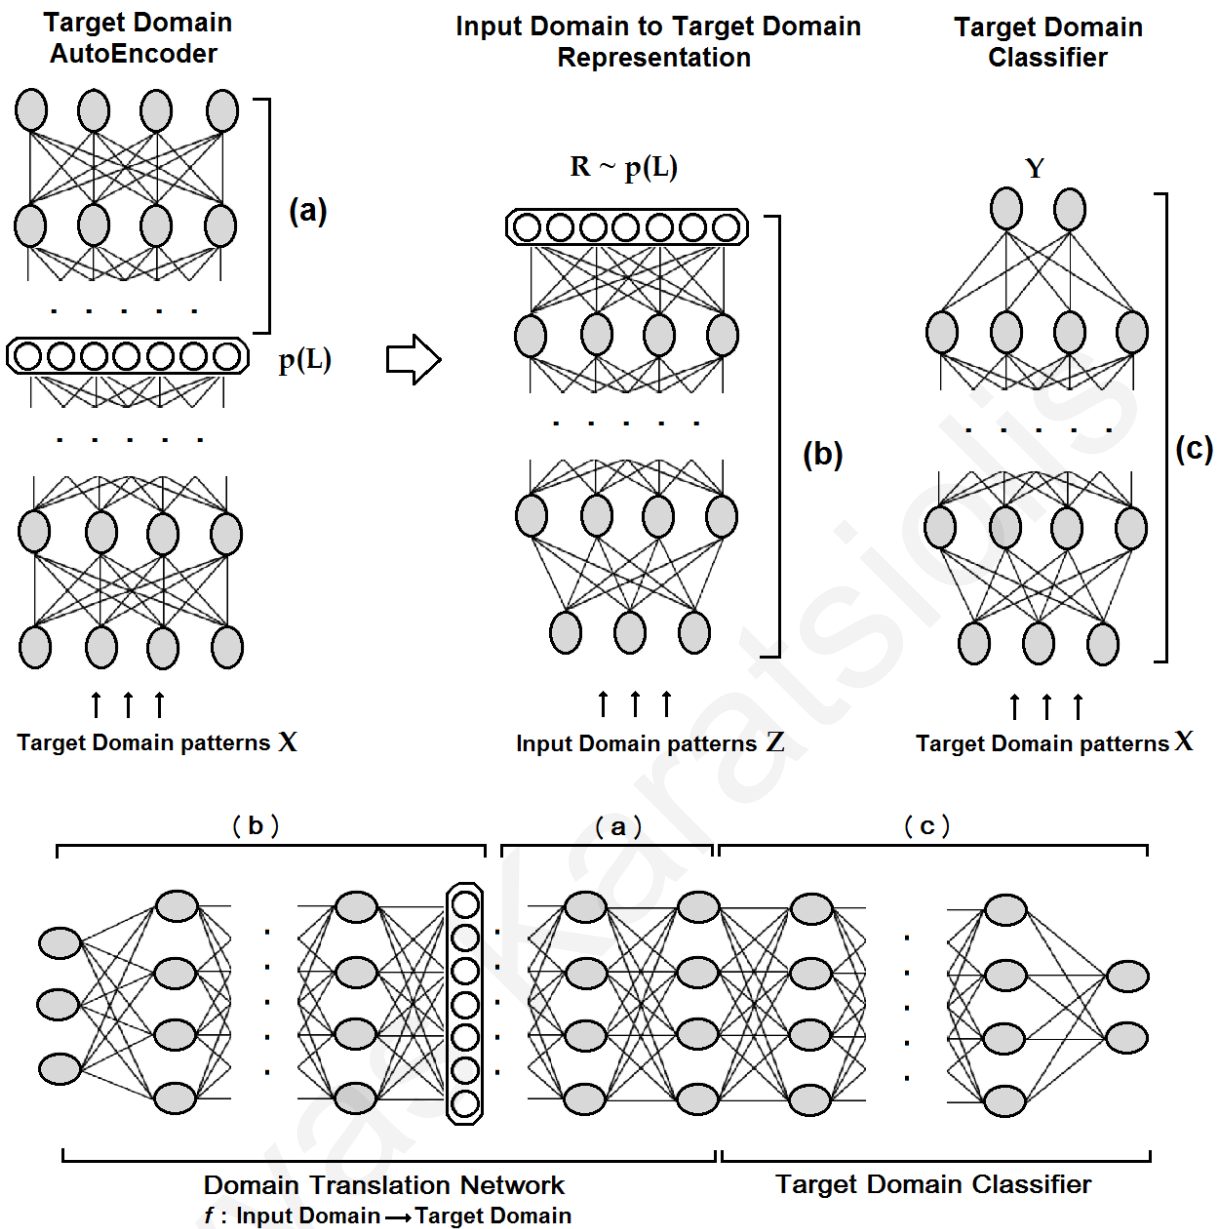 Target Domain
AutoEncoder
Input Domain to Target Domain
Representation
Target Domain
Classifier
(a)
R ~ p(L)
Y
p(L)
(b)
(c)
Target Domain patterns X
Input Domain patterns Z
Target Domain patterns X
(b)
(a)
(c)
Domain Translation Network
f : Input Domain → Target Domain
Target Domain Classifier
Karatsiolis